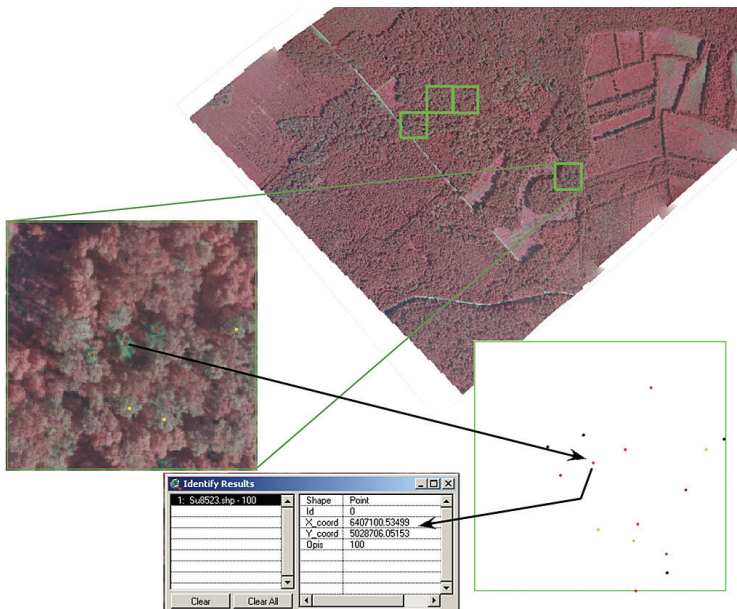 Identify Results
1: Su8523.shp - 100
Shape Point
Id 0
X_coord 6407100.53499
Y_coord 5028706.05153
Opis 100
Clear Clear All